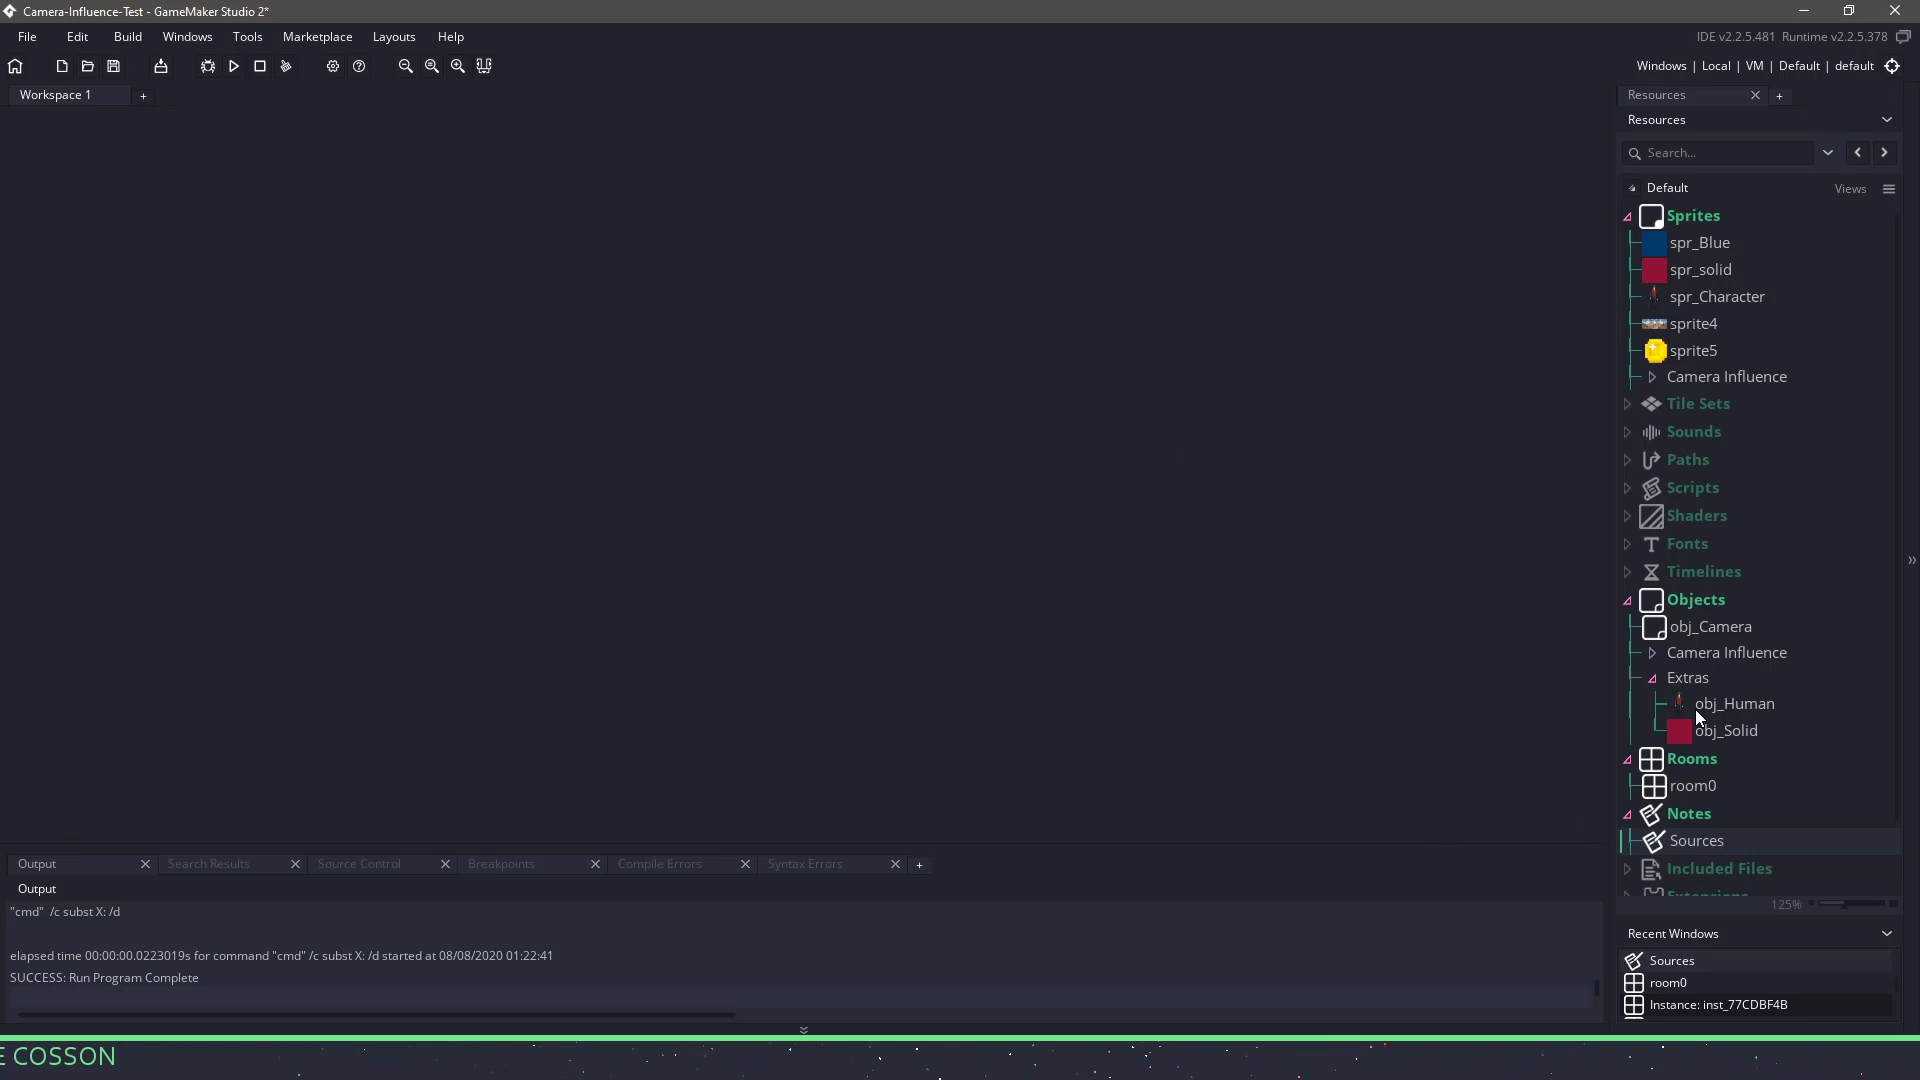 Camera-Influence-Test - GameMaker Studio 2*
File Edit Build Windows Tools Marketplace Layouts Help
IDE v2.2.5.481 Runtime v2.2.5.378
Windows | Local | VM | Default | default
Workspace 1
Resources
Resources
Search...
Default Views
Sprites
spr_Blue
spr_solid
spr_Character
sprite4
sprite5
Camera Influence
Tile Sets
Sounds
Paths
Scripts
Shaders
Fonts
Timelines
Objects
obj_Camera
Camera Influence
Extras
obj_Human
obj_Solid
Rooms
room0
Notes
Sources
Included Files
Extensions
125%
Recent Windows
Sources
room0
Instance: inst_77CDBF4B
Output Search Results Source Control Breakpoints Compile Errors Syntax Errors
Output
"cmd" /c subst X: /d
elapsed time 00:00:00.0223019s for command "cmd" /c subst X: /d started at 08/08/2020 01:22:41
SUCCESS: Run Program Complete
E COSSON